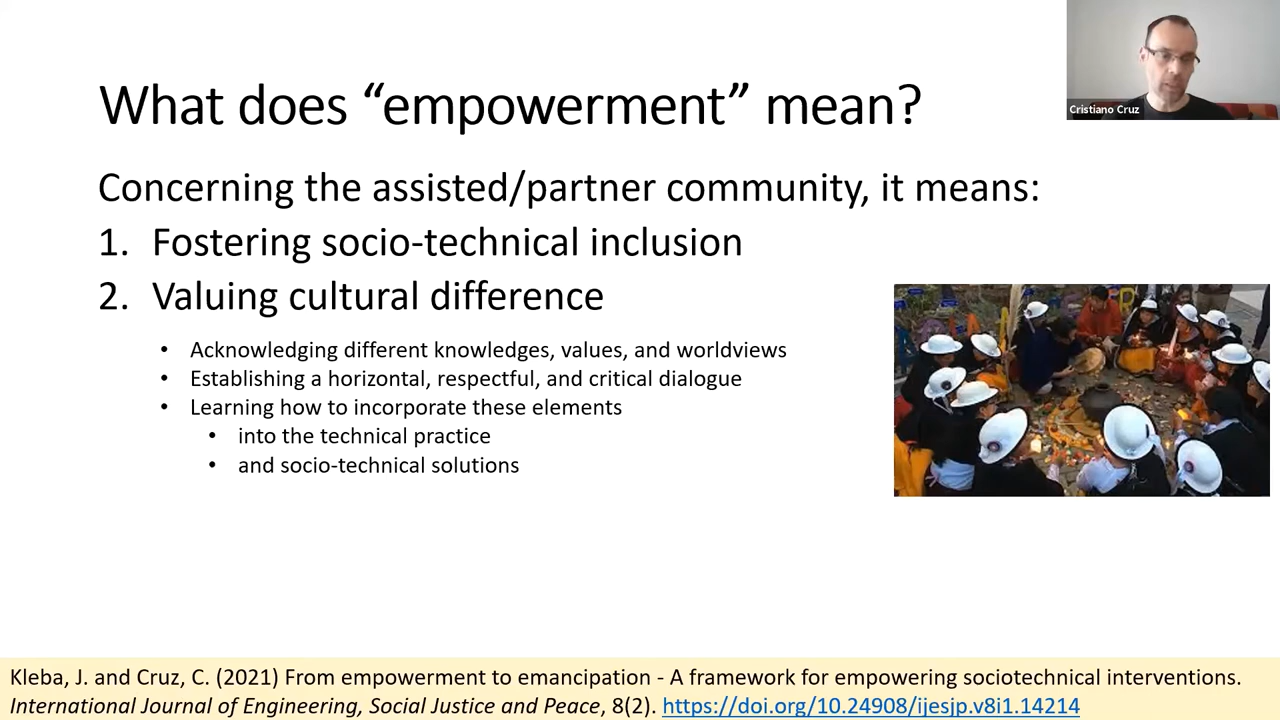 What does “empowerment” mean?
Cristiano Cruz
Concerning the assisted/partner community, it means:
1. Fostering socio-technical inclusion
2. Valuing cultural difference
• Acknowledging different knowledges, values, and worldviews
• Establishing a horizontal, respectful, and critical dialogue
• Learning how to incorporate these elements
• into the technical practice
• and socio-technical solutions
Kleba, J. and Cruz, C. (2021) From empowerment to emancipation - A framework for empowering sociotechnical interventions.
International Journal of Engineering, Social Justice and Peace, 8(2). https://doi.org/10.24908/ijesjp.v8i1.14214